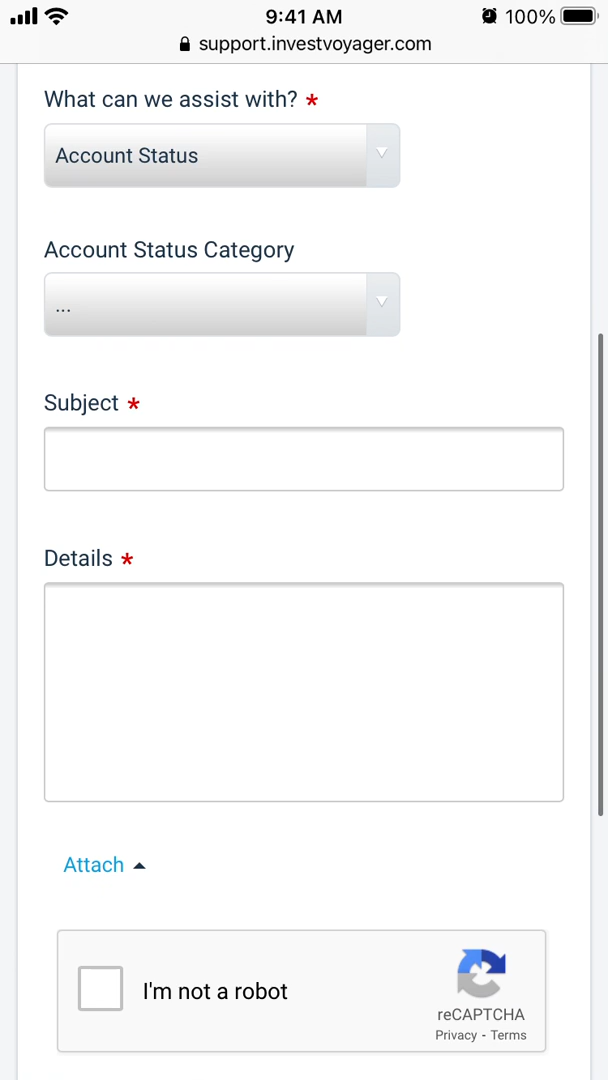 9:41 AM
100%
support.investvoyager.com
What can we assist with? *
Account Status
Account Status Category
...
Subject *
Details *
Attach
I'm not a robot
reCAPTCHA
Privacy - Terms